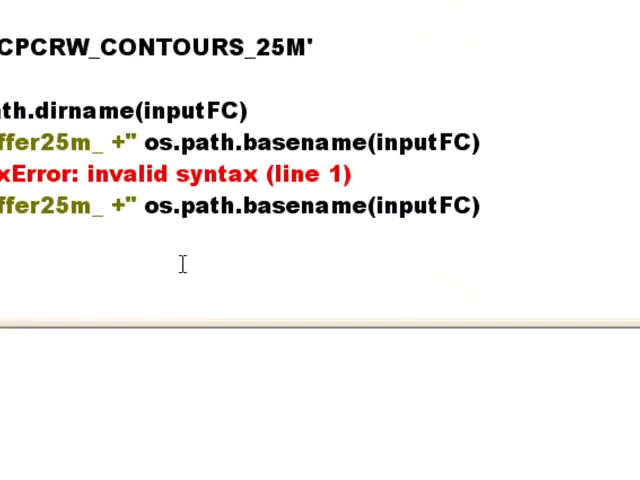 CPCRW_CONTOURS_25M'
ath.dirname(inputFC)
ffer25m_ +" os.path.basename(inputFC)
xError: invalid syntax (line 1)
ffer25m_ +" os.path.basename(inputFC)